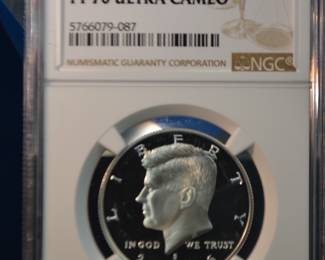 PF 70 ULTRA CAMEO
5766079-087
NUMISMATIC GUARANTY CORPORATION
NGC
LIBERTY
IN GOD WE TRUST